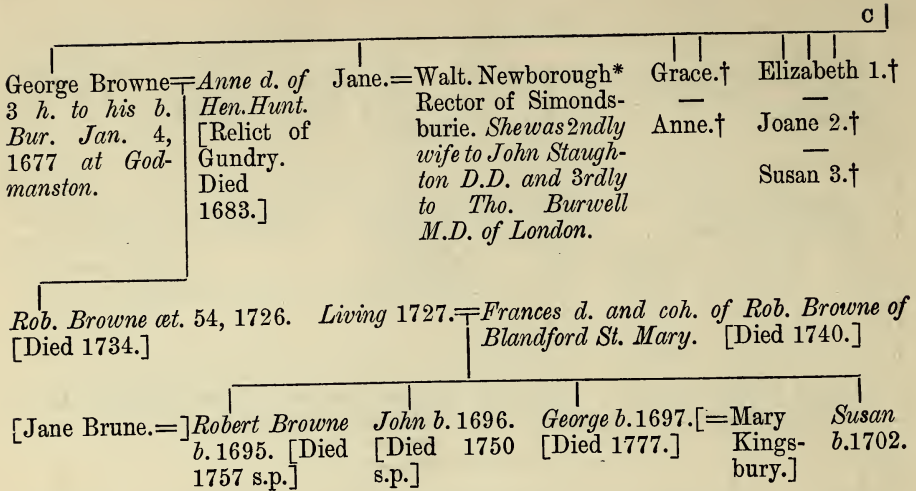 C
George Browne=Anne d. of
3 h. to his b. Hen. Hunt.
Bur. Jan. 4, [Relict of
1677 at God- Gundry.
manston. Died
1683.]
Jane.=Walt. Newborough*
Rector of Simonds-
burie. She was 2ndly
wife to John Staugh-
ton D.D. and 3rdly
to Tho. Burwell
M.D. of London.
Grace.†
—
Anne.†
Elizabeth 1.†
—
Joane 2.†
—
Susan 3.†
Rob. Browne æt. 54, 1726. Living 1727.=Frances d. and coh. of Rob. Browne of
[Died 1734.] Blandford St. Mary. [Died 1740.]
[Jane Brune.=]Robert Browne
b. 1695. [Died
1757 s.p.]
John b. 1696.
[Died 1750
s.p.]
George b. 1697.[=Mary
[Died 1777.] Kings-
bury.]
Susan
b. 1702.